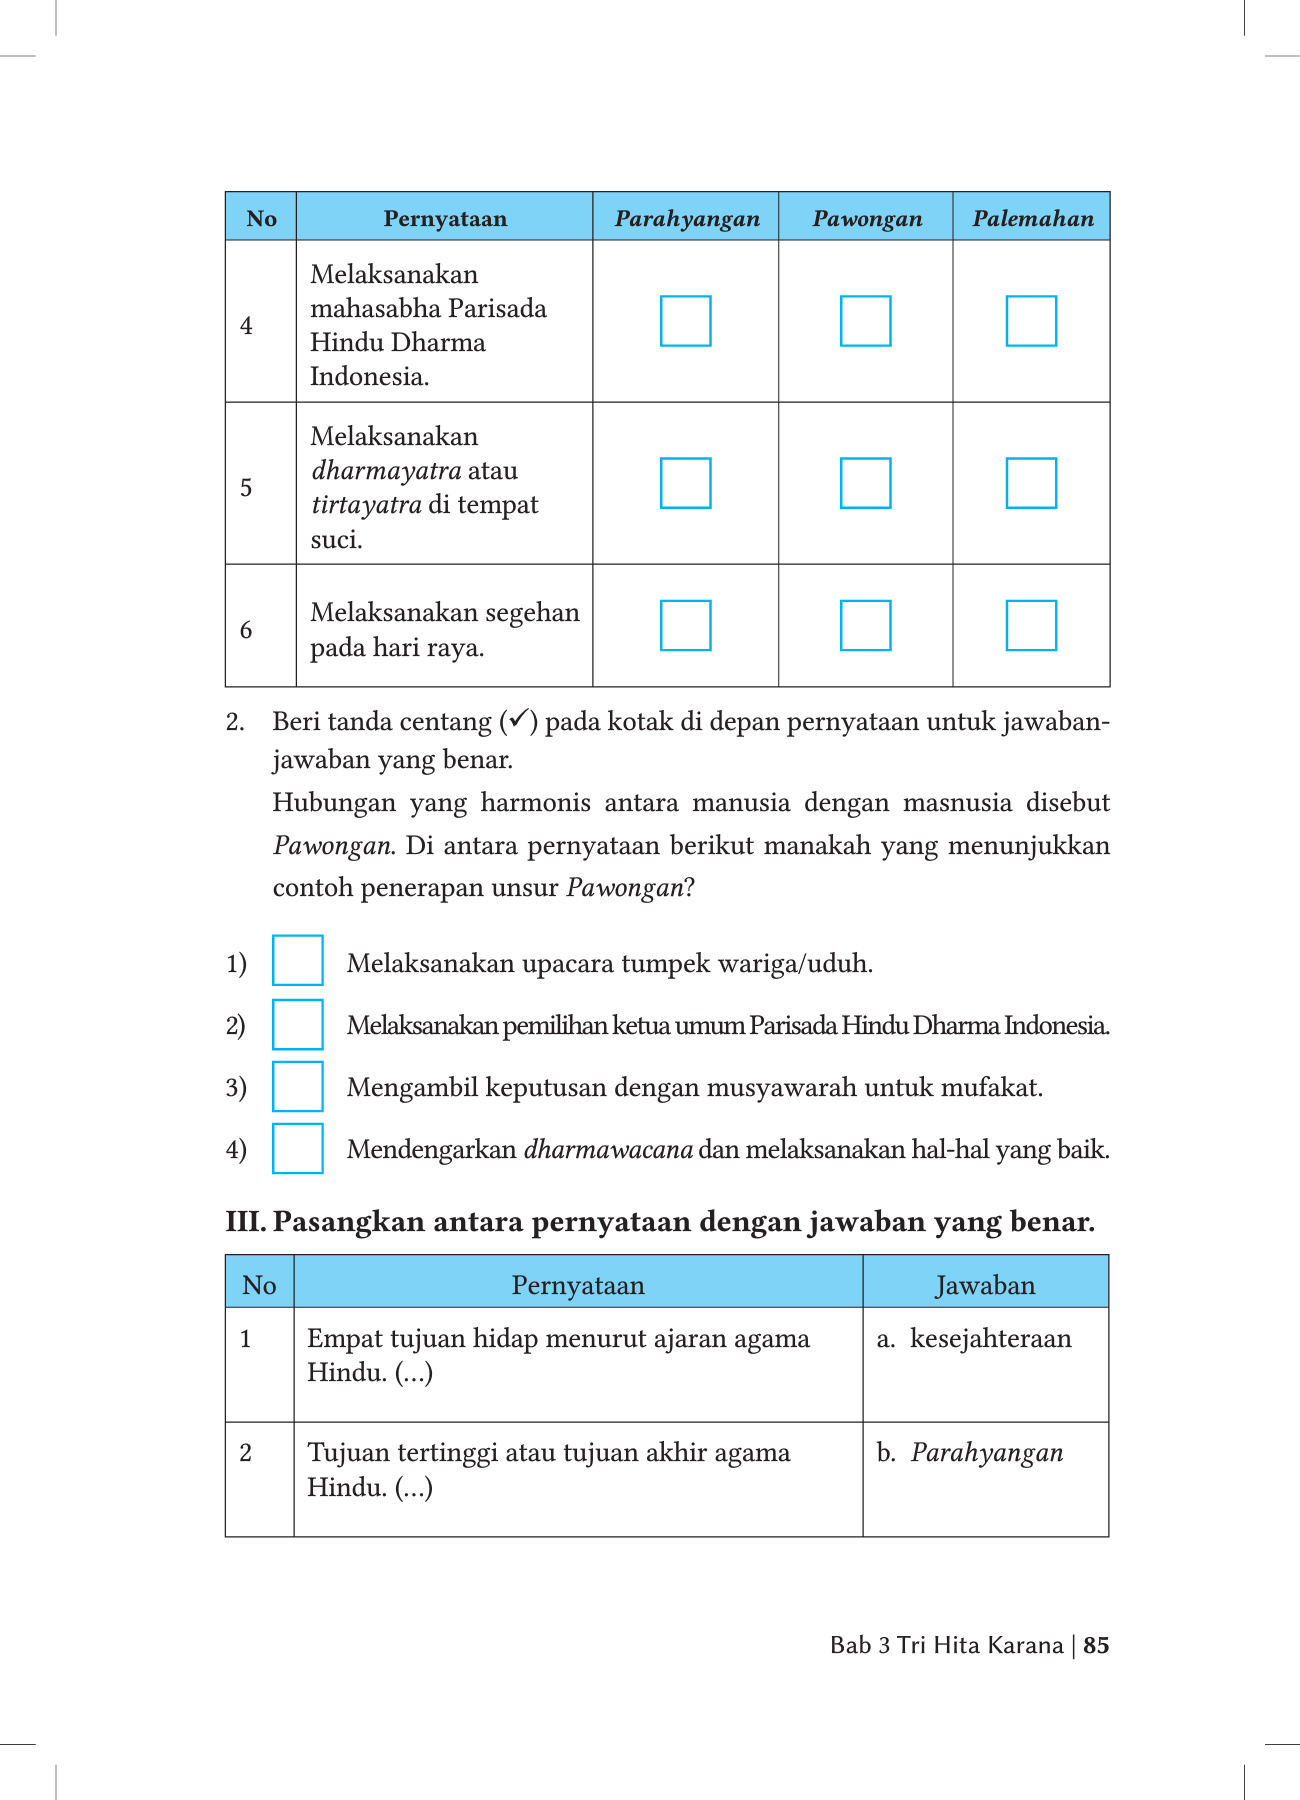 No Pernyataan Parahyangan Pawongan Palemahan
4
Melaksanakan
mahasabha Parisada
Hindu Dharma
Indonesia.
5
Melaksanakan
dharmayatra atau
tirtayatra di tempat
suci.
6
Melaksanakan segehan
pada hari raya.
2. Beri tanda centang (✓) pada kotak di depan pernyataan untuk jawaban-
jawaban yang benar.
Hubungan yang harmonis antara manusia dengan masnusia disebut
Pawongan. Di antara pernyataan berikut manakah yang menunjukkan
contoh penerapan unsur Pawongan?
1) Melaksanakan upacara tumpek wariga/uduh.
2) Melaksanakan pemilihan ketua umum Parisada Hindu Dharma Indonesia.
3) Mengambil keputusan dengan musyawarah untuk mufakat.
4) Mendengarkan dharmawacana dan melaksanakan hal-hal yang baik.
III. Pasangkan antara pernyataan dengan jawaban yang benar.
No Pernyataan Jawaban
1 Empat tujuan hidap menurut ajaran agama
Hindu. (...)
a. kesejahteraan
2 Tujuan tertinggi atau tujuan akhir agama
Hindu. (...)
b. Parahyangan
Bab 3 Tri Hita Karana | 85